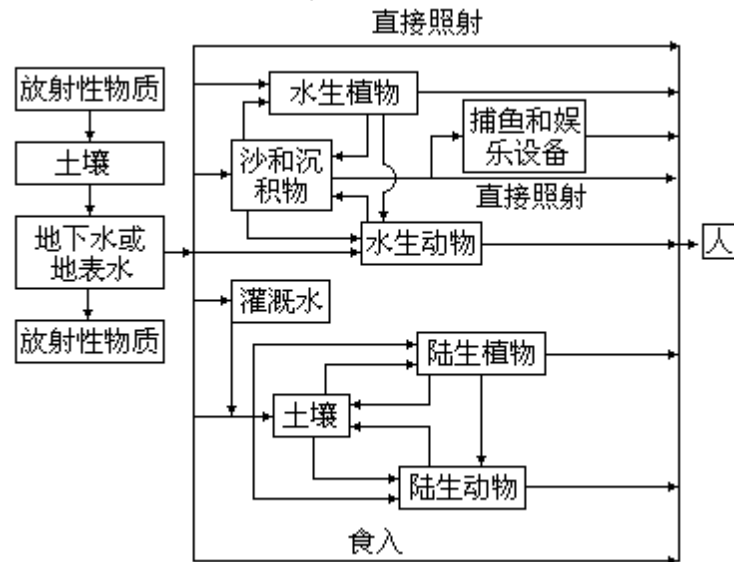 直接照射
放射性物质
土壤
地下水或
地表水
放射性物质
水生植物
捕鱼和娱
乐设备
沙和沉
积物
直接照射
水生动物
人
灌溉水
陆生植物
土壤
陆生动物
食入